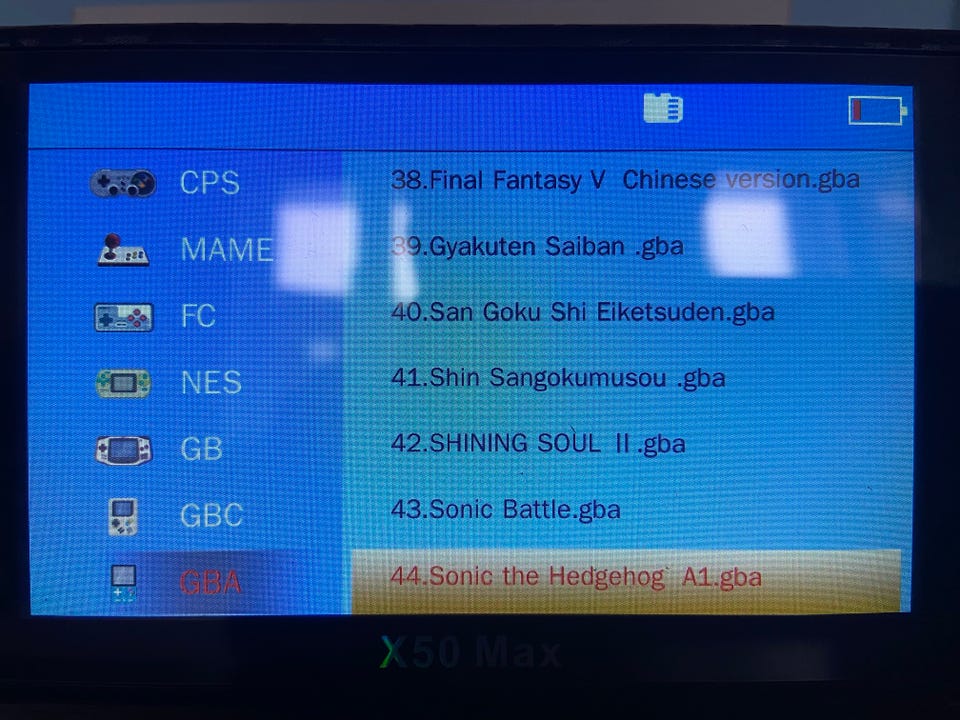 CPS
MAME
FC
NES
GB
GBC
GBA
38.Final Fantasy V Chinese version.gba
39.Gyakuten Saiban .gba
40.San Goku Shi Eiketsuden.gba
41.Shin Sangokumusou .gba
42.SHINING SOUL II .gba
43.Sonic Battle.gba
44.Sonic the Hedgehog A1.gba
X50 Max